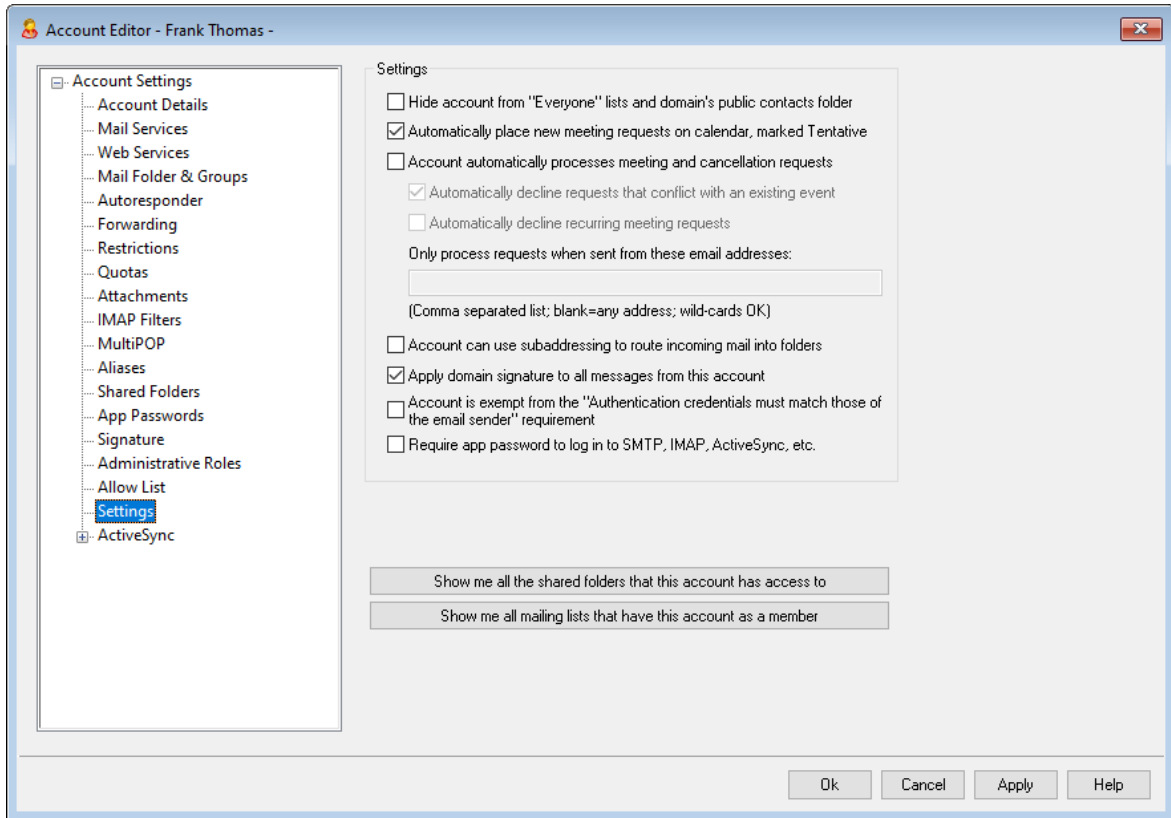 Account Editor - Frank Thomas -
Account Settings
Account Details
Mail Services
Web Services
Mail Folder & Groups
Autoresponder
Forwarding
Restrictions
Quotas
Attachments
IMAP Filters
MultiPOP
Aliases
Shared Folders
App Passwords
Signature
Administrative Roles
Allow List
Settings
ActiveSync
Settings
Hide account from "Everyone" lists and domain's public contacts folder
Automatically place new meeting requests on calendar, marked Tentative
Account automatically processes meeting and cancellation requests
Automatically decline requests that conflict with an existing event
Automatically decline recurring meeting requests
Only process requests when sent from these email addresses:
(Comma separated list; blank=any address; wild-cards OK)
Account can use subaddressing to route incoming mail into folders
Apply domain signature to all messages from this account
Account is exempt from the "Authentication credentials must match those of
the email sender" requirement
Require app password to log in to SMTP, IMAP, ActiveSync, etc.
Show me all the shared folders that this account has access to
Show me all mailing lists that have this account as a member
Ok
Cancel
Apply
Help